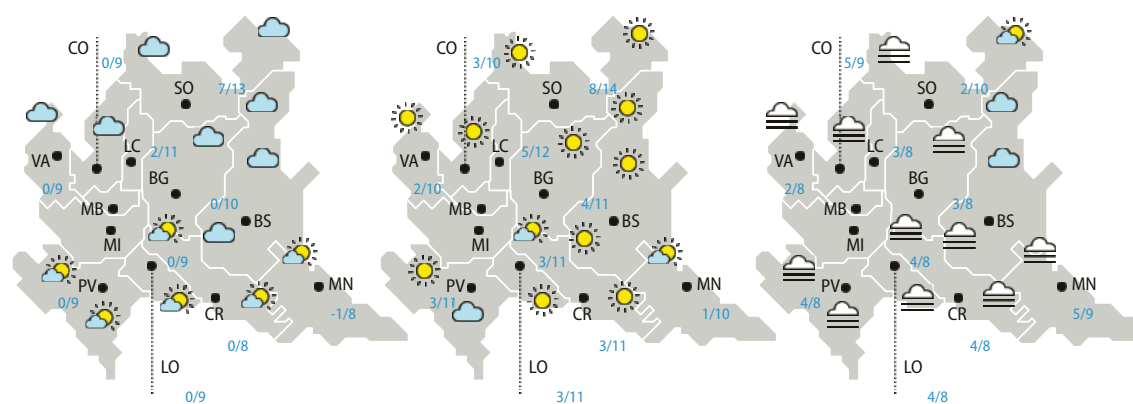 CO
0/9
SO
7/13
LC
2/11
VA
0/9
BG
0/10
MB
BS
MI
0/9
PV
0/9
MN
-1/8
CR
0/8
LO
0/9
CO
3/10
SO
8/14
LC
5/12
VA
2/10
BG
4/11
MB
BS
MI
3/11
PV
3/11
MN
1/10
CR
3/11
LO
3/11
CO
5/9
SO
2/10
LC
3/8
VA
2/8
BG
3/8
MB
BS
MI
4/8
PV
4/8
MN
5/9
CR
4/8
LO
4/8